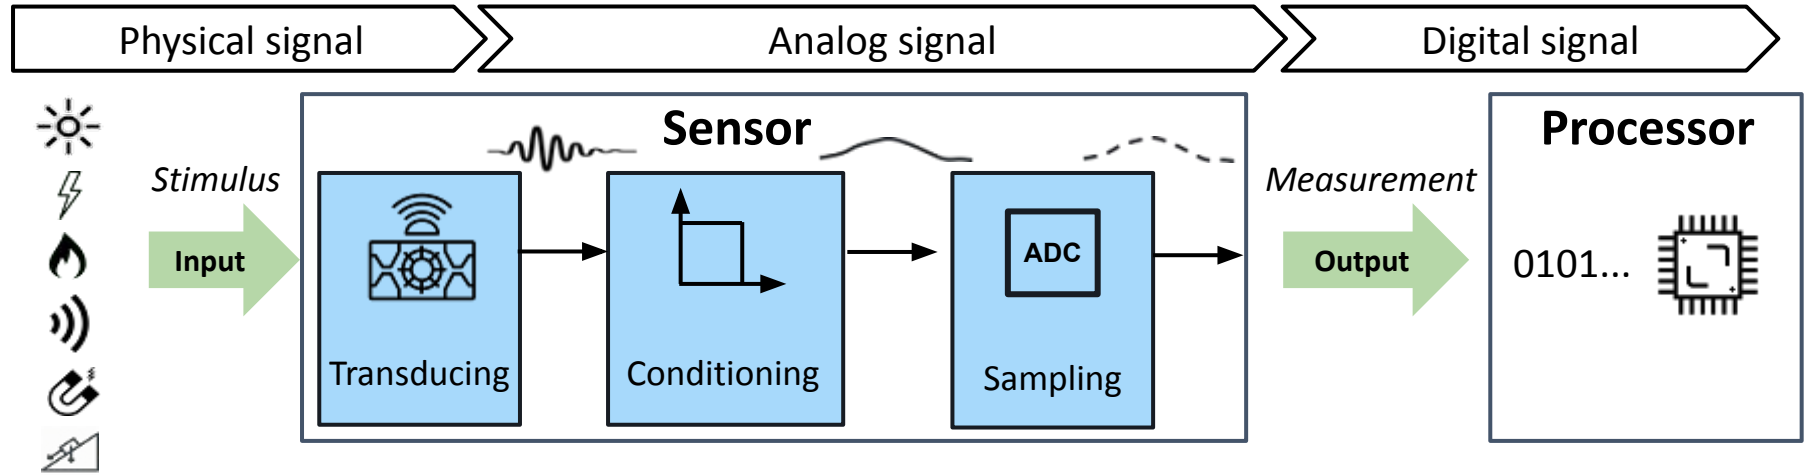 Physical signal
Analog signal
Digital signal
Sensor
Processor
Stimulus
Measurement
Input
ADC
Output
0101...
Transducing
Conditioning
Sampling